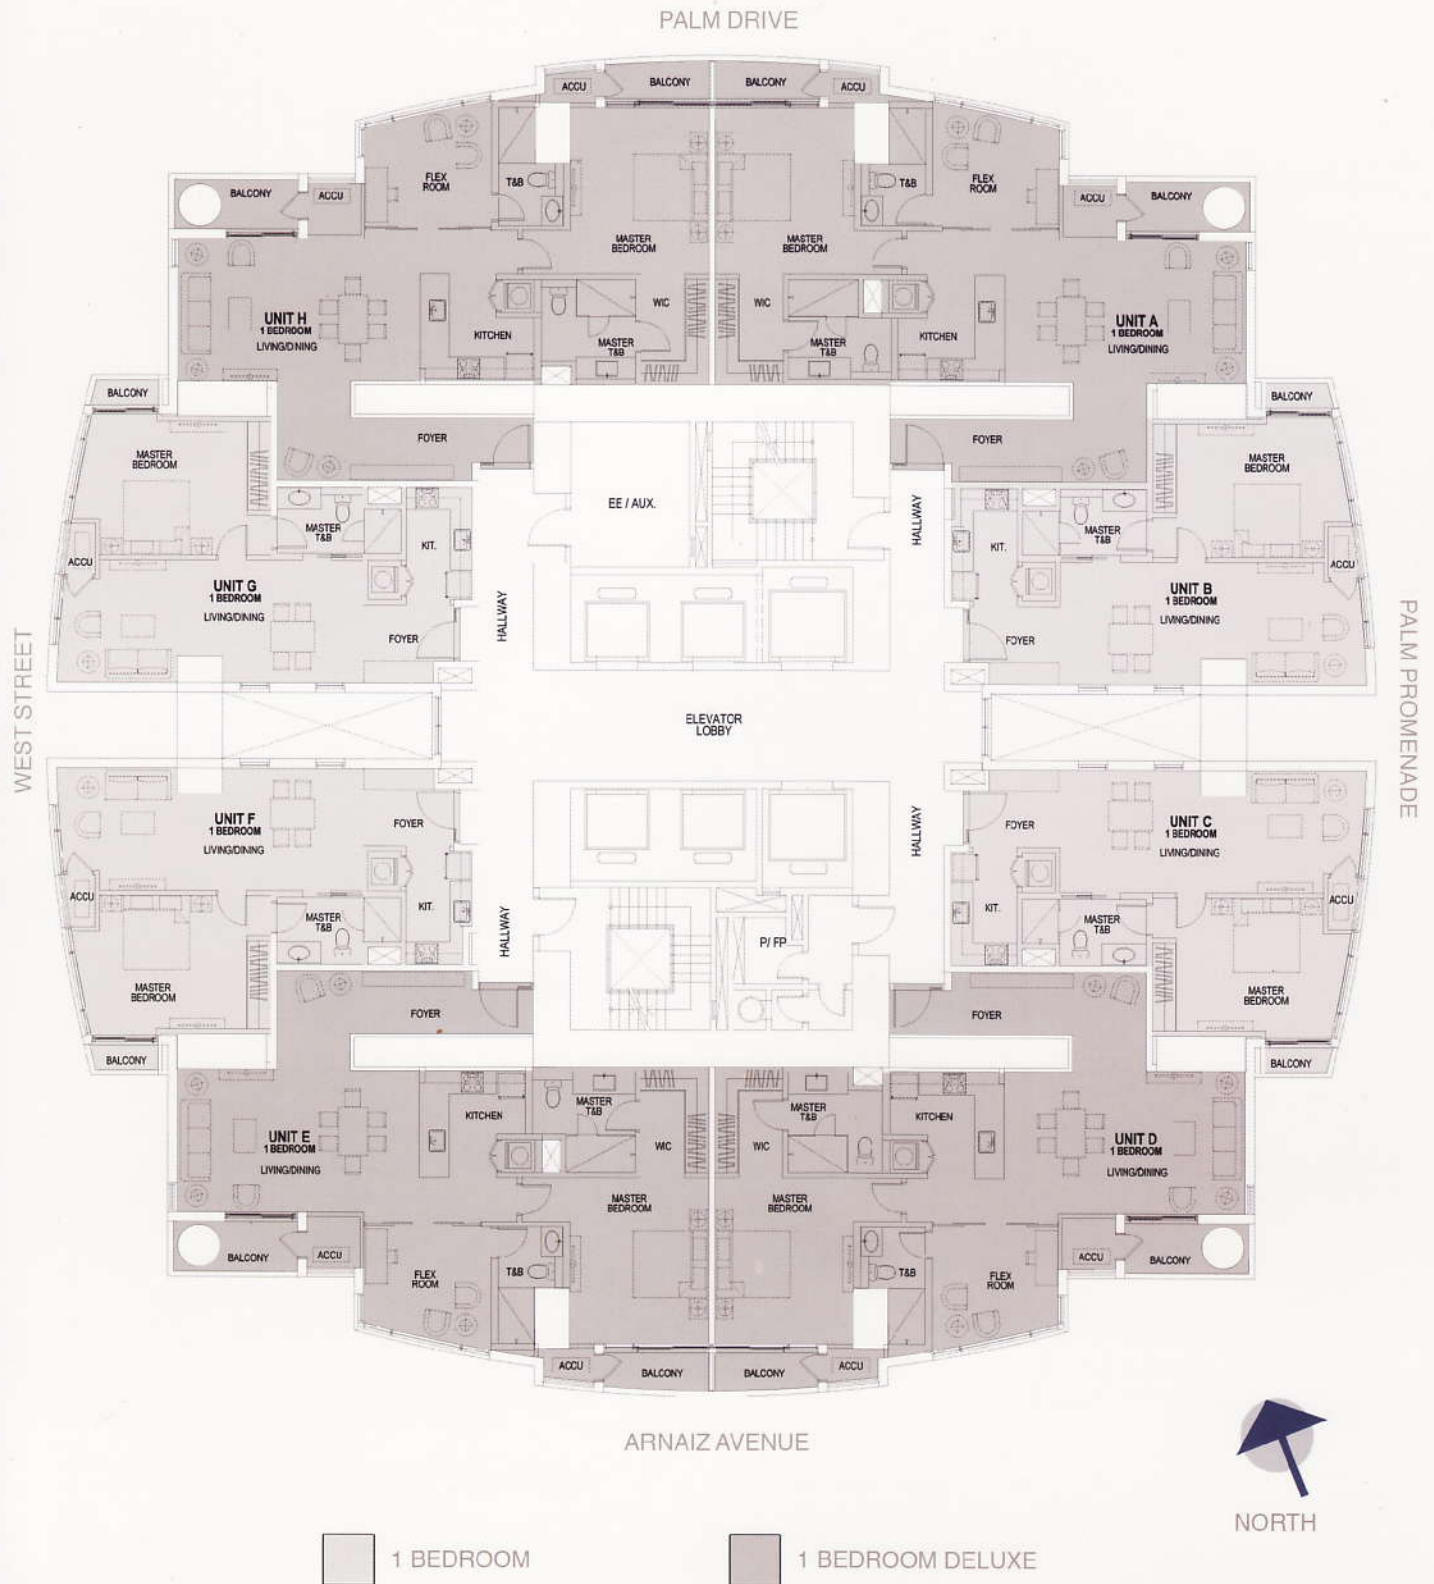 PALM DRIVE
ACCU
BALCONY
BALCONY
ACCU
FLEX
ROOM
T&B
T&B
FLEX
ROOM
BALCONY
ACCU
ACCU
BALCONY
MASTER
BEDROOM
MASTER
BEDROOM
UNIT H
1 BEDROOM
LIVING/DINING
KITCHEN
MASTER
T&B
WIC
WIC
MASTER
T&B
KITCHEN
UNIT A
1 BEDROOM
LIVING/DINING
BALCONY
FOYER
FOYER
BALCONY
MASTER
BEDROOM
MASTER
BEDROOM
MASTER
T&B
KIT.
EE / AUX.
HALLWAY
KIT.
MASTER
T&B
ACCU
ACCU
UNIT G
1 BEDROOM
LIVING/DINING
FOYER
HALLWAY
FOYER
UNIT B
1 BEDROOM
LIVING/DINING
WEST STREET
ELEVATOR
LOBBY
PALM PROMENADE
UNIT F
1 BEDROOM
LIVING/DINING
FOYER
HALLWAY
FOYER
UNIT C
1 BEDROOM
LIVING/DINING
ACCU
ACCU
MASTER
T&B
KIT.
HALLWAY
P/ FP
KIT.
MASTER
T&B
MASTER
BEDROOM
MASTER
BEDROOM
BALCONY
FOYER
FOYER
BALCONY
UNIT E
1 BEDROOM
LIVING/DINING
KITCHEN
MASTER
T&B
WIC
WIC
MASTER
T&B
KITCHEN
UNIT D
1 BEDROOM
LIVING/DINING
MASTER
BEDROOM
MASTER
BEDROOM
BALCONY
ACCU
FLEX
ROOM
T&B
T&B
FLEX
ROOM
ACCU
BALCONY
ACCU
BALCONY
BALCONY
ACCU
ARNAIZ AVENUE
NORTH
1 BEDROOM
1 BEDROOM DELUXE